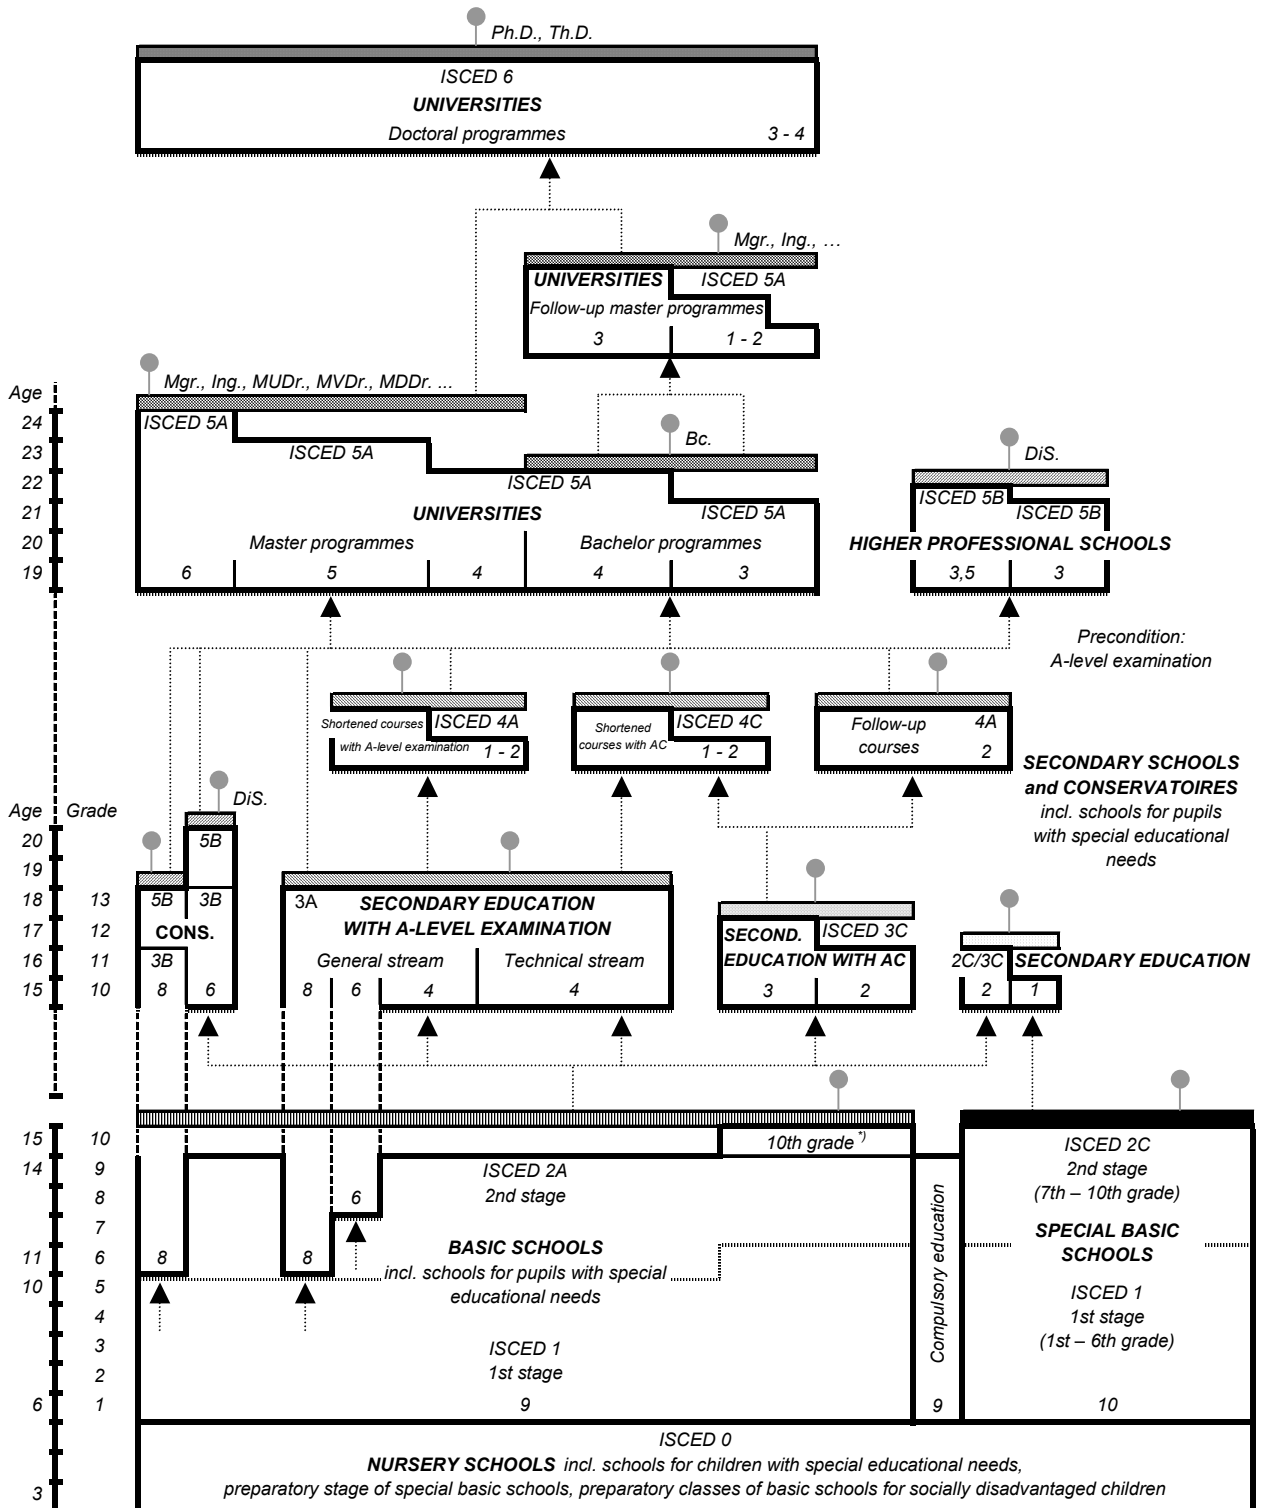 Ph.D., Th.D.
ISCED 6
UNIVERSITIES
Doctoral programmes 3 - 4
Mgr., Ing., …
UNIVERSITIES ISCED 5A
Follow-up master programmes
3 1 - 2
Mgr., Ing., MUDr., MVDr., MDDr. ...
Age
24 ISCED 5A
23 ISCED 5A Bc. DiS.
22 ISCED 5A ISCED 5B
21 UNIVERSITIES ISCED 5A ISCED 5B
20 Master programmes Bachelor programmes HIGHER PROFESSIONAL SCHOOLS
19 6 5 4 4 3 3,5 3
Precondition:
A-level examination
Shortened courses ISCED 4A
with A-level examination 1 - 2
Shortened ISCED 4C
courses with AC 1 - 2
Follow-up 4A
courses 2
SECONDARY SCHOOLS
and CONSERVATOIRES
incl. schools for pupils
with special educational
needs
Age Grade DiS.
20 5B
19
18 13 5B 3B 3A SECONDARY EDUCATION
17 12 CONS. WITH A-LEVEL EXAMINATION SECOND. ISCED 3C
16 11 3B General stream Technical stream EDUCATION WITH AC 2C/3C SECONDARY EDUCATION
15 10 8 6 8 6 4 4 3 2 2 1
15 10 10th grade *) ISCED 2C
14 9 ISCED 2A 2nd stage
8 6 2nd stage (7th – 10th grade)
7
11 6 8 8 BASIC SCHOOLS SPECIAL BASIC
SCHOOLS
10 5 incl. schools for pupils with special
educational needs
4 ISCED 1
1st stage
3 ISCED 1 (1st – 6th grade)
2 1st stage
Compulsory education
6 1 9 9 10
ISCED 0
NURSERY SCHOOLS incl. schools for children with special educational needs,
3 preparatory stage of special basic schools, preparatory classes of basic schools for socially disadvantaged children